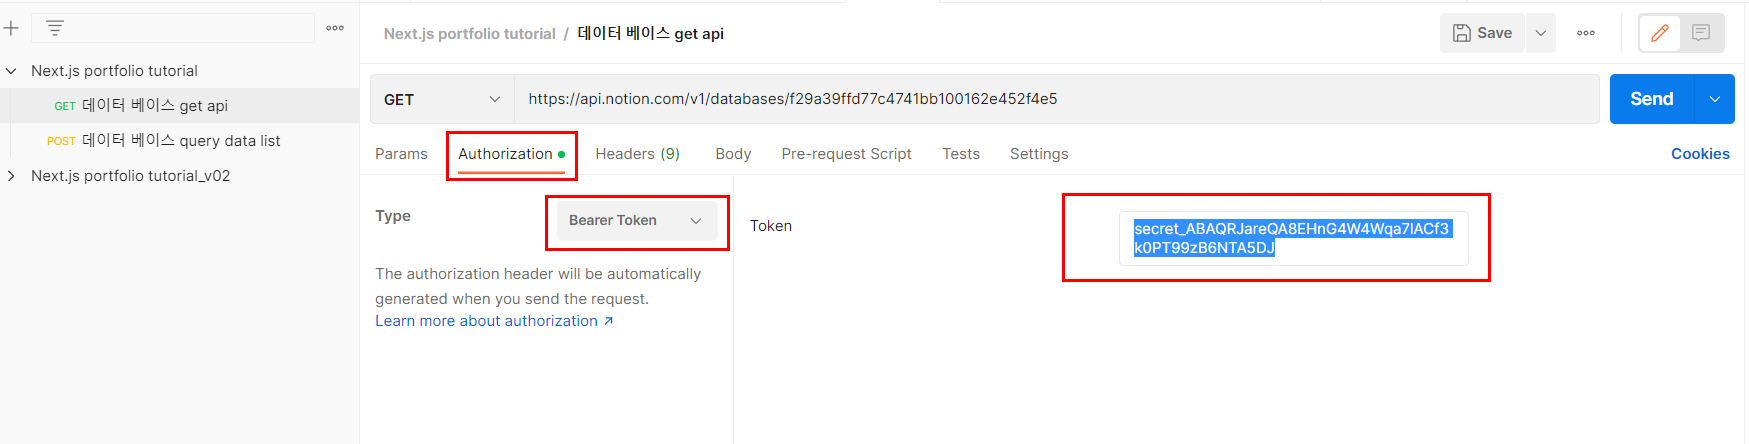 Next.js portfolio tutorial / 데이터 베이스 get api
Save
Next.js portfolio tutorial
GET 데이터 베이스 get api
POST 데이터 베이스 query data list
Next.js portfolio tutorial_v02
GET
https://api.notion.com/v1/databases/f29a39ffd77c4741bb100162e452f4e5
Send
Params Authorization Headers (9) Body Pre-request Script Tests Settings Cookies
Type
Bearer Token
The authorization header will be automatically
generated when you send the request.
Learn more about authorization ↗
Token
secret_ABAQRJareQA8EHnG4W4Wqa7IACf3
k0PT99zB6NTA5DJ